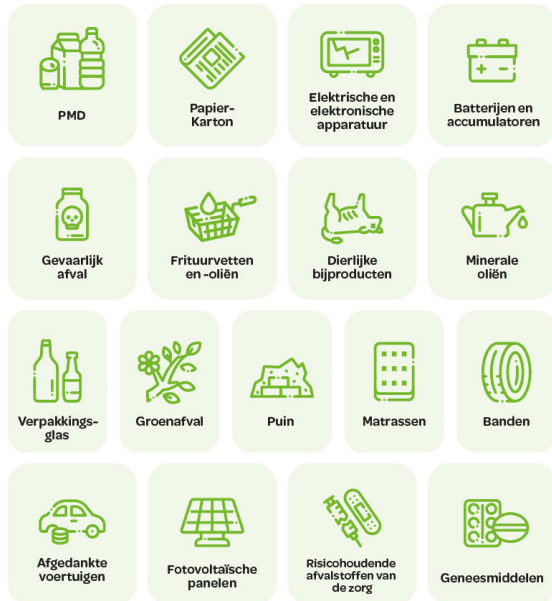 PMD
Papier-
Karton
Elektrische en
elektronische
apparatuur
Batterijen en
accumulatoren
Gevaarlijk
afval
Frituurvetten
en -oliën
Dierlijke
bijproducten
Minerale
oliën
Verpakkings-
glas
Groenafval
Puin
Matrassen
Banden
Afgedankte
voertuigen
Fotovoltaïsche
panelen
Risicohoudende
afvalstoffen van
de zorg
Geneesmiddelen